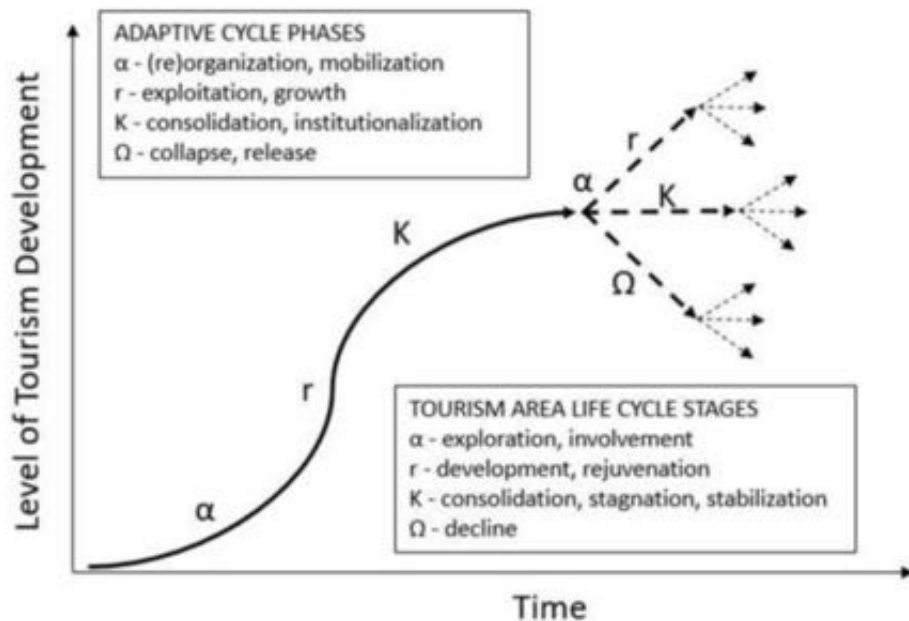 ADAPTIVE CYCLE PHASES
α - (re)organization, mobilization
r - exploitation, growth
K - consolidation, institutionalization
Ω - collapse, release
Level of Tourism Development
r
α
K
K
Ω
r
TOURISM AREA LIFE CYCLE STAGES
α - exploration, involvement
r - development, rejuvenation
K - consolidation, stagnation, stabilization
Ω - decline
α
Time